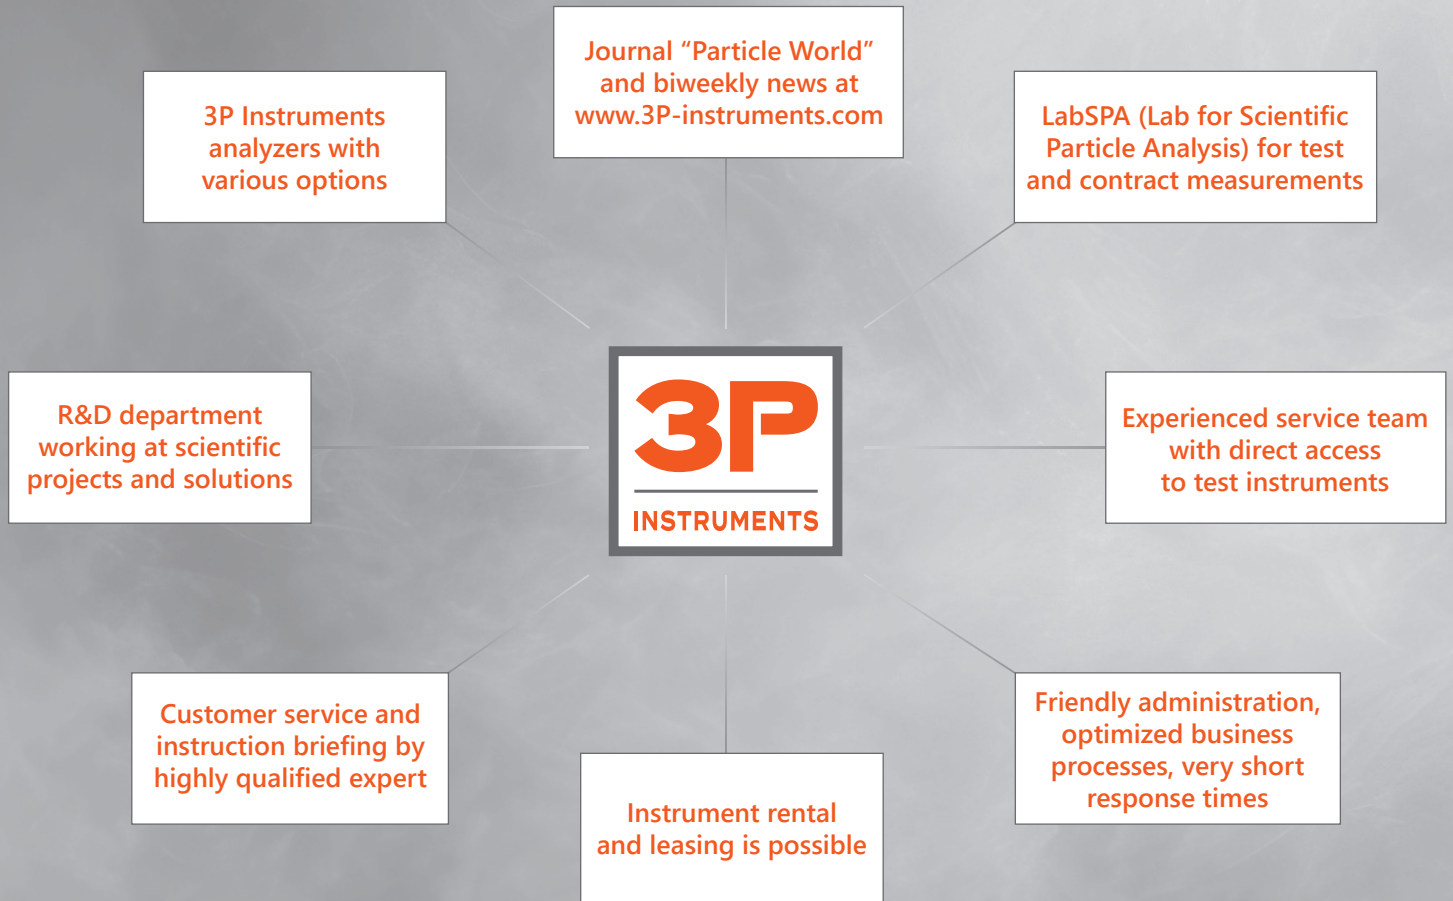 Journal “Particle World”
and biweekly news at
www.3P-instruments.com
3P Instruments
analyzers with
various options
LabSPA (Lab for Scientific
Particle Analysis) for test
and contract measurements
R&D department
working at scientific
projects and solutions
3P
INSTRUMENTS
Experienced service team
with direct access
to test instruments
Customer service and
instruction briefing by
highly qualified expert
Instrument rental
and leasing is possible
Friendly administration,
optimized business
processes, very short
response times